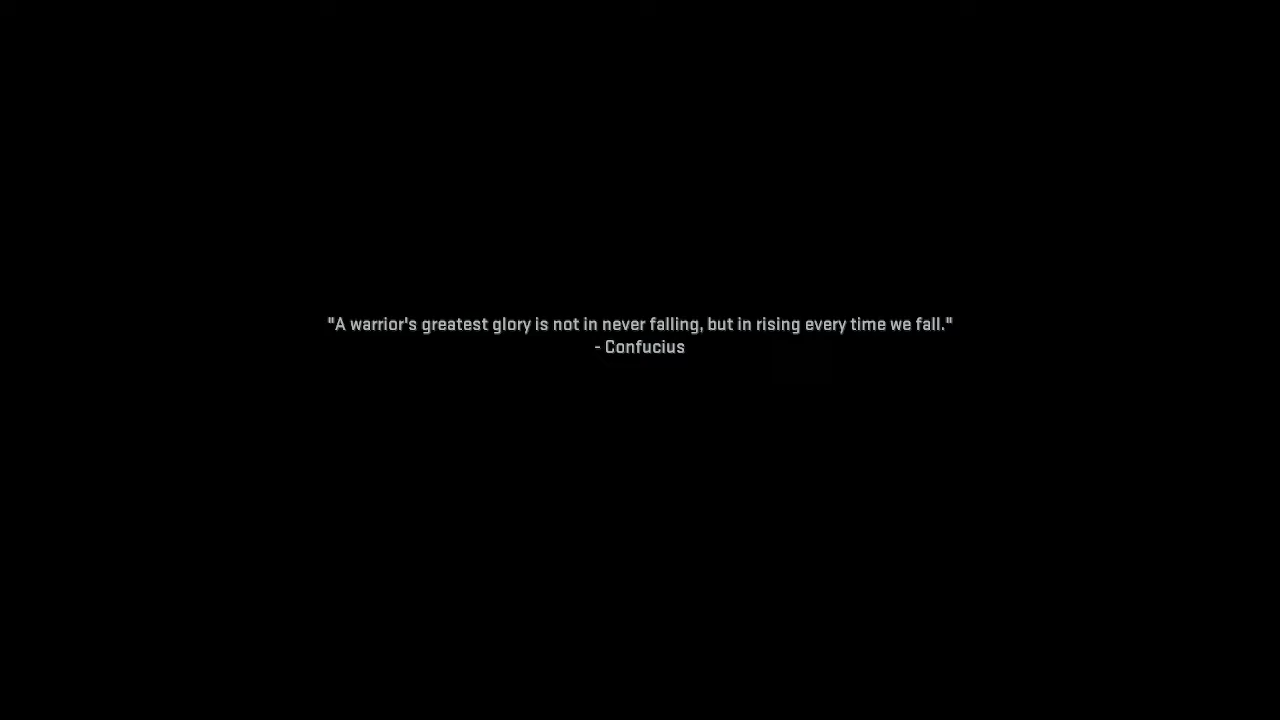 "A warrior's greatest glory is not in never falling, but in rising every time we fall."
- Confucius